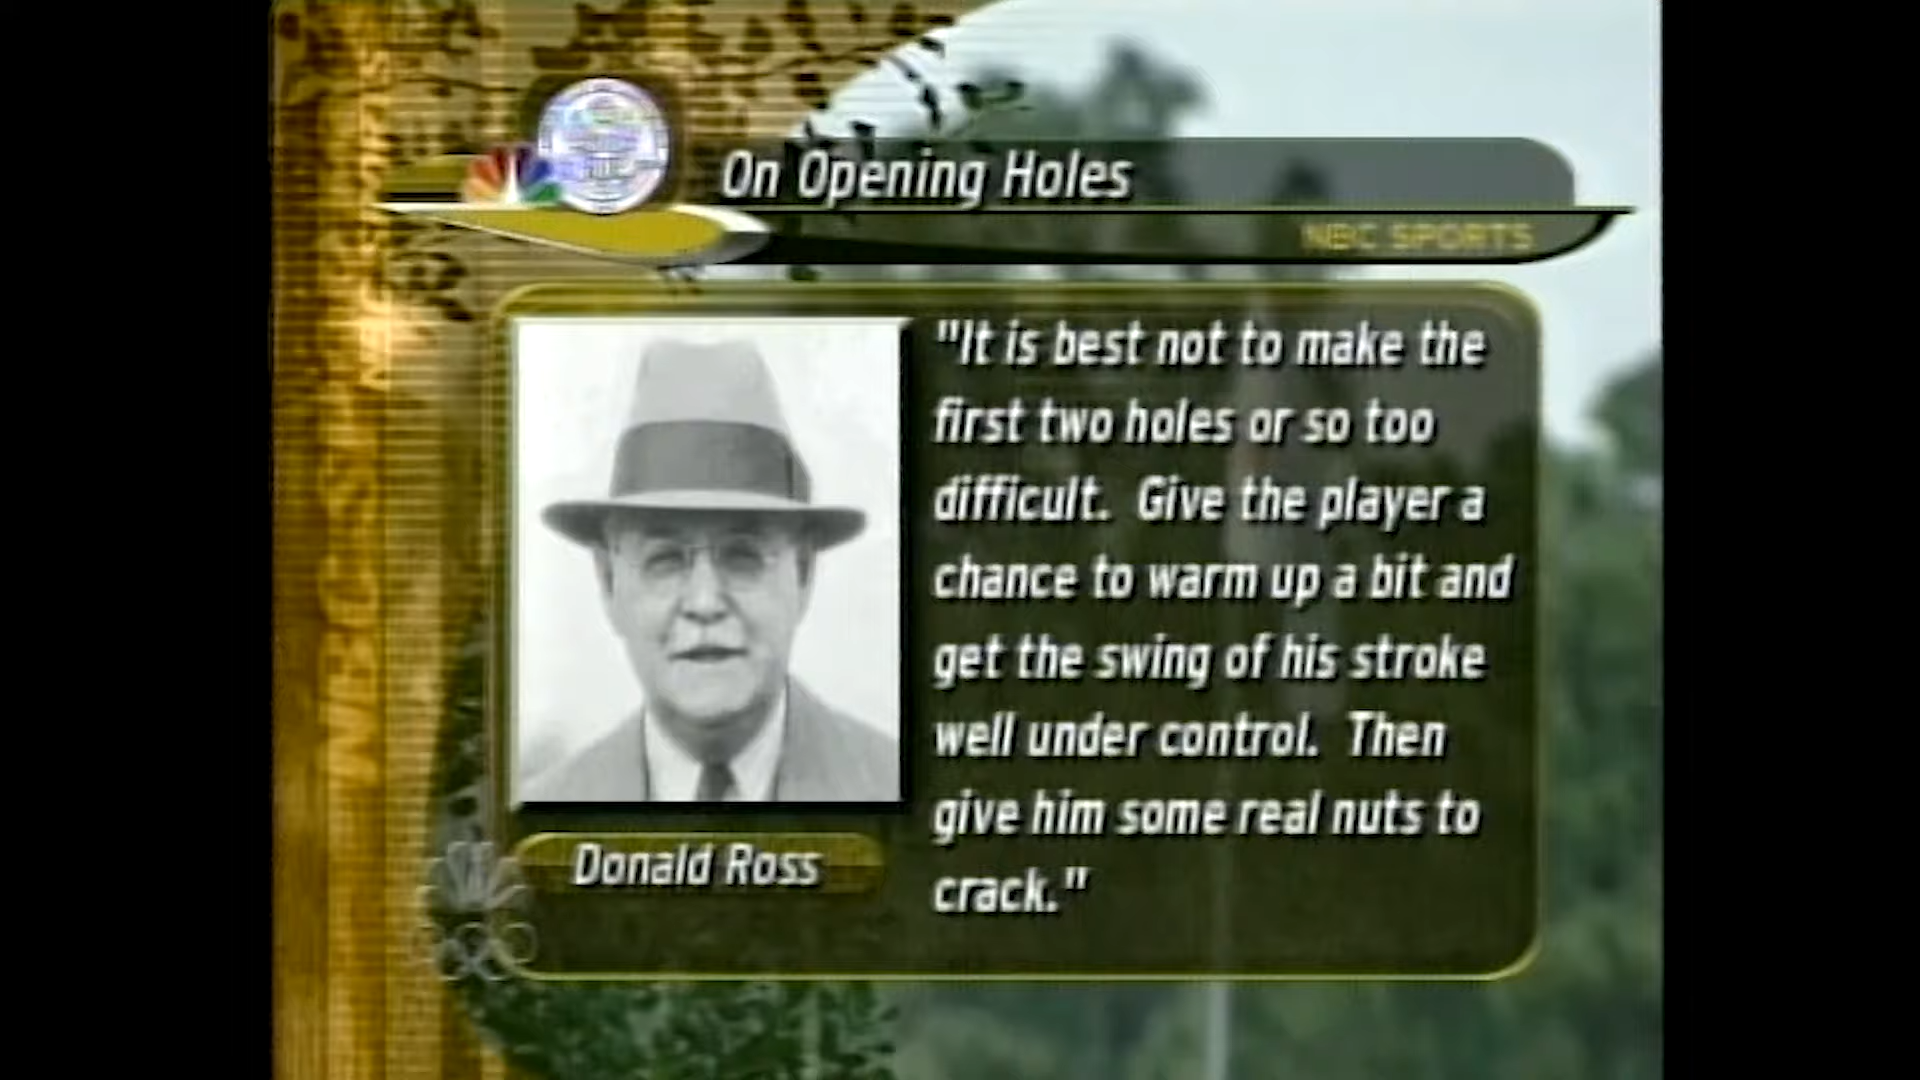 On Opening Holes
NBC SPORTS
"It is best not to make the
first two holes or so too
difficult.  Give the player a
chance to warm up a bit and
get the swing of his stroke
well under control.  Then
give him some real nuts to
crack."
Donald Ross